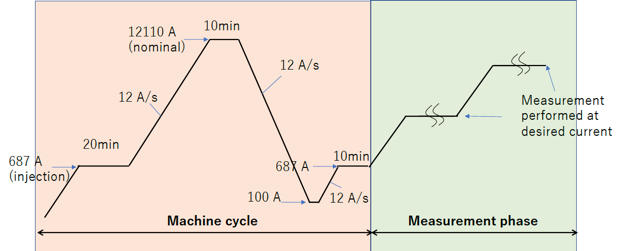 12110 A
(nominal)
10min
12 A/s
12 A/s
20min
687 A
(injection)
687 A
10min
100 A
12 A/s
Measurement
performed at
desired current
Machine cycle
Measurement phase